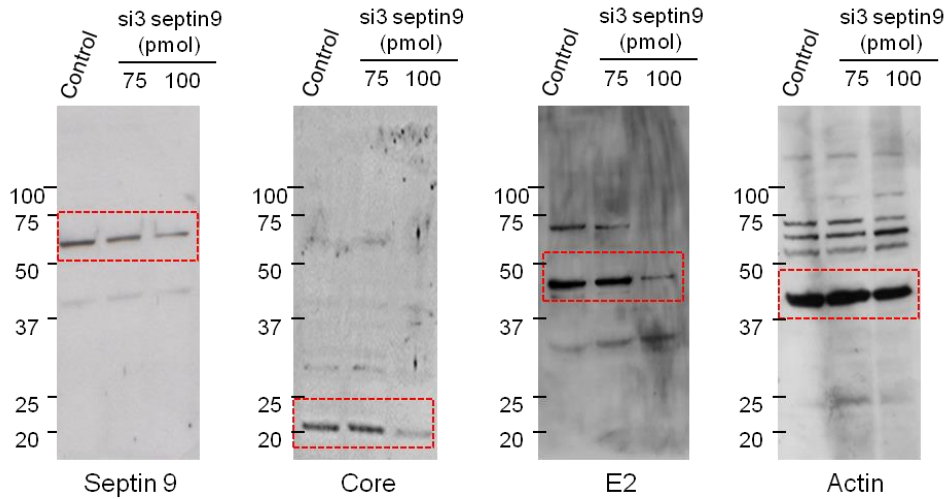 Control
si3 septin9
(pmol)
75 100
100
75
50
37
25
20
Septin 9
Control
si3 septin9
(pmol)
75 100
100
75
50
37
25
20
Core
Control
si3 septin9
(pmol)
75 100
100
75
50
37
25
20
E2
Control
si3 septin9
(pmol)
75 100
100
75
50
37
25
20
Actin